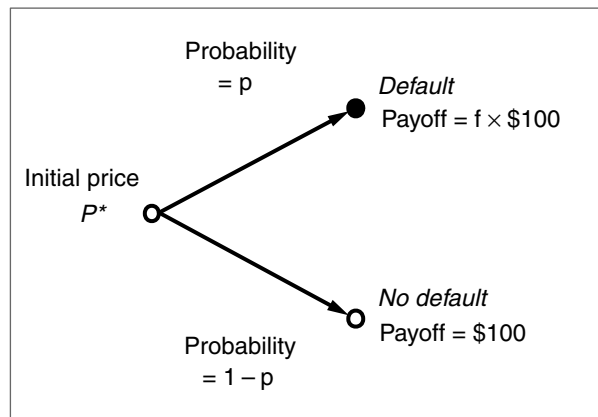 Probability
= p
Default
Payoff = f × $100
Initial price
P*
No default
Payoff = $100
Probability
= 1 – p